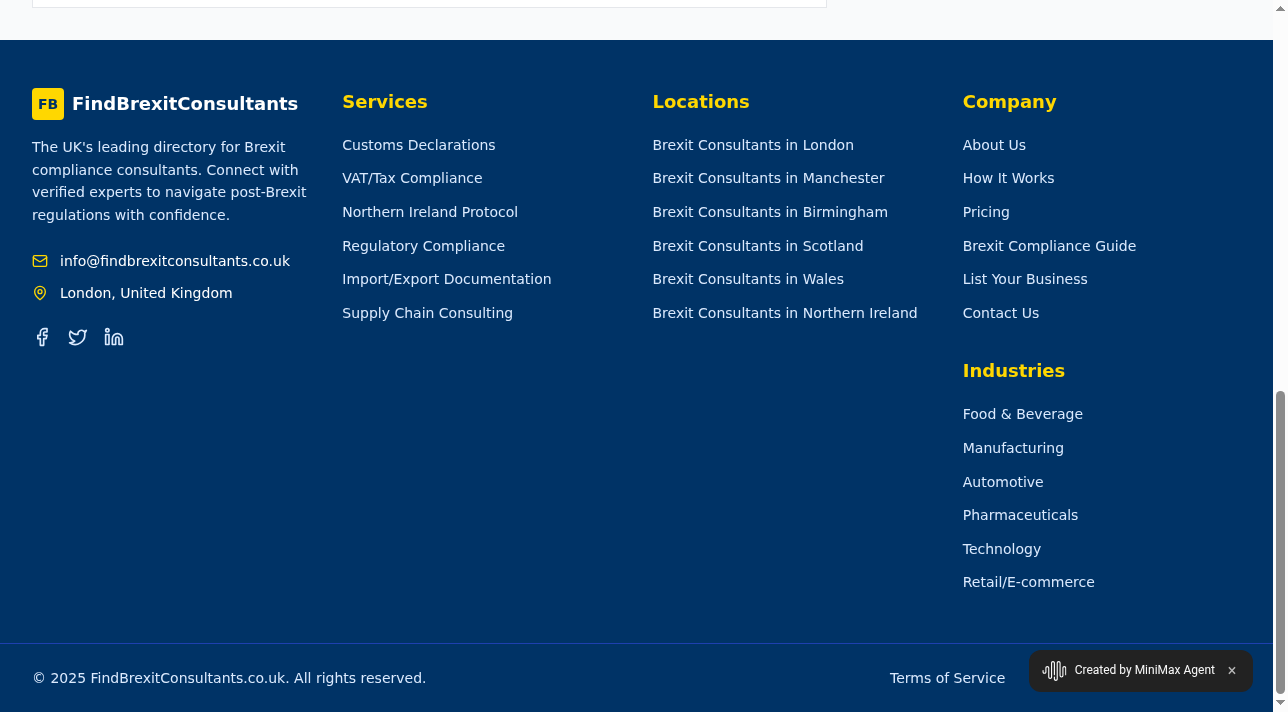 FB FindBrexitConsultants
The UK's leading directory for Brexit
compliance consultants. Connect with
verified experts to navigate post-Brexit
regulations with confidence.
info@findbrexitconsultants.co.uk
London, United Kingdom
Services
Customs Declarations
VAT/Tax Compliance
Northern Ireland Protocol
Regulatory Compliance
Import/Export Documentation
Supply Chain Consulting
Locations
Brexit Consultants in London
Brexit Consultants in Manchester
Brexit Consultants in Birmingham
Brexit Consultants in Scotland
Brexit Consultants in Wales
Brexit Consultants in Northern Ireland
Company
About Us
How It Works
Pricing
Brexit Compliance Guide
List Your Business
Contact Us
Industries
Food & Beverage
Manufacturing
Automotive
Pharmaceuticals
Technology
Retail/E-commerce
© 2025 FindBrexitConsultants.co.uk. All rights reserved.
Terms of Service
Created by MiniMax Agent ×